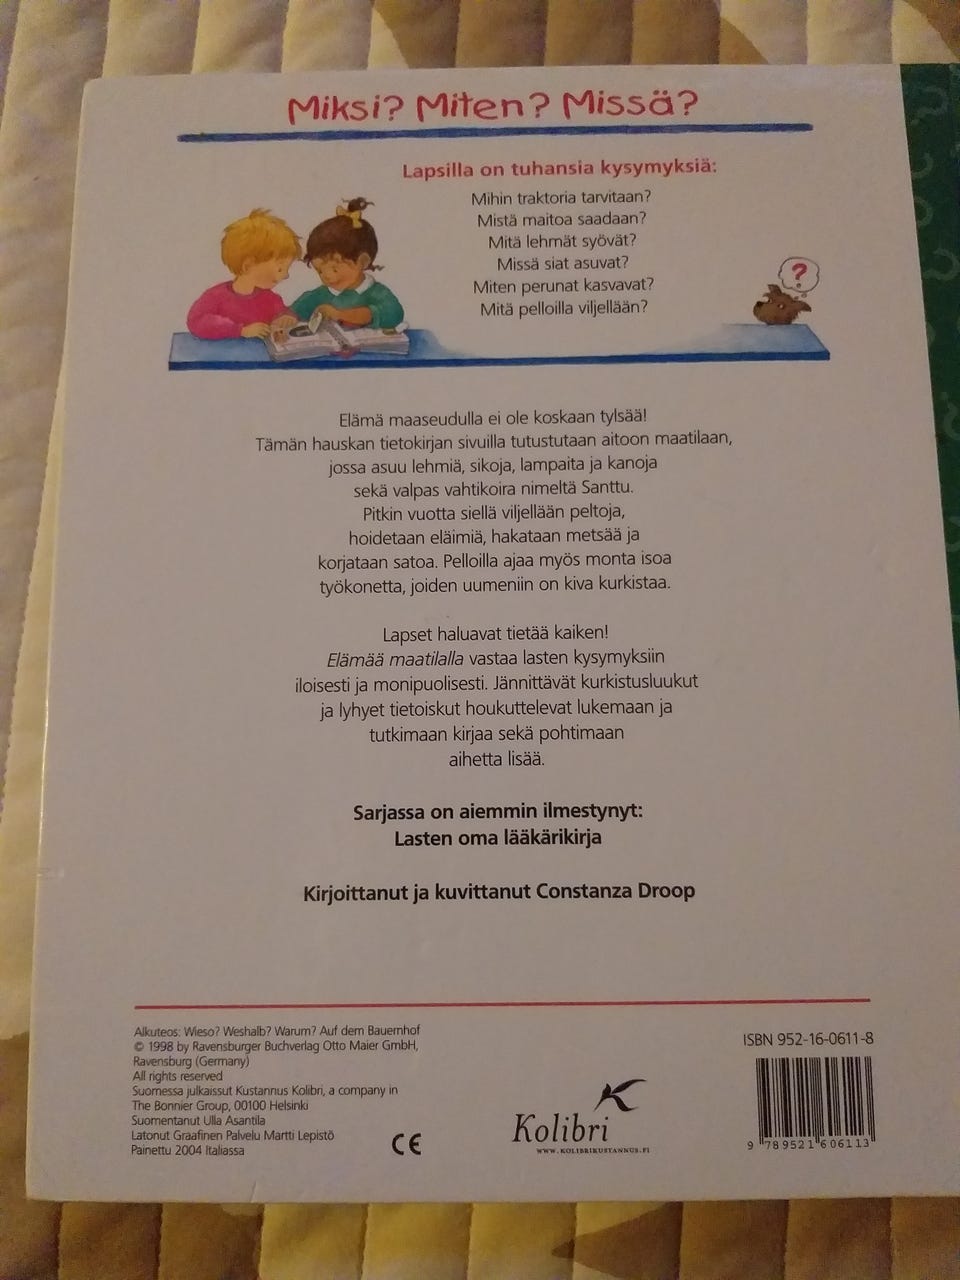 Miksi? Miten? Missä?
Lapsilla on tuhansia kysymyksiä:
Mihin traktoria tarvitaan?
Mistä maitoa saadaan?
Mitä lehmät syövät?
Missä siat asuvat?
Miten perunat kasvavat?
Mitä pelloilla viljellään?
?
Elämä maaseudulla ei ole koskaan tylsää!
Tämän hauskan tietokirjan sivuilla tutustutaan aitoon maatilaan,
jossa asuu lehmiä, sikoja, lampaita ja kanoja
sekä valpas vahtikoira nimeltä Santtu.
Pitkin vuotta siellä viljellään peltoja,
hoidetaan eläimiä, hakataan metsää ja
korjataan satoa. Pelloilla ajaa myös monta isoa
työkonetta, joiden uumeniin on kiva kurkistaa.
Lapset haluavat tietää kaiken!
Elämää maatilalla vastaa lasten kysymyksiin
iloisesti ja monipuolisesti. Jännittävät kurkistusluukut
ja lyhyet tietoiskut houkuttelevat lukemaan ja
tutkimaan kirjaa sekä pohtimaan
aihetta lisää.
Sarjassa on aiemmin ilmestynyt:
Lasten oma lääkärikirja
Kirjoittanut ja kuvittanut Constanza Droop
Alkuteos: Wieso? Weshalb? Warum? Auf dem Bauernhof
© 1998 by Ravensburger Buchverlag Otto Maier GmbH,
Ravensburg (Germany)
All rights reserved
Suomessa julkaissut Kustannus Kolibri, a company in
The Bonnier Group, 00100 Helsinki
Suomentanut Ulla Asantila
Latonut Graafinen Palvelu Martti Lepistö
Painettu 2004 Italiassa
CE
Kolibri
WWW.KOLIBRIKUSTANNUS.FI
ISBN 952-16-0611-8
9 789521 606113